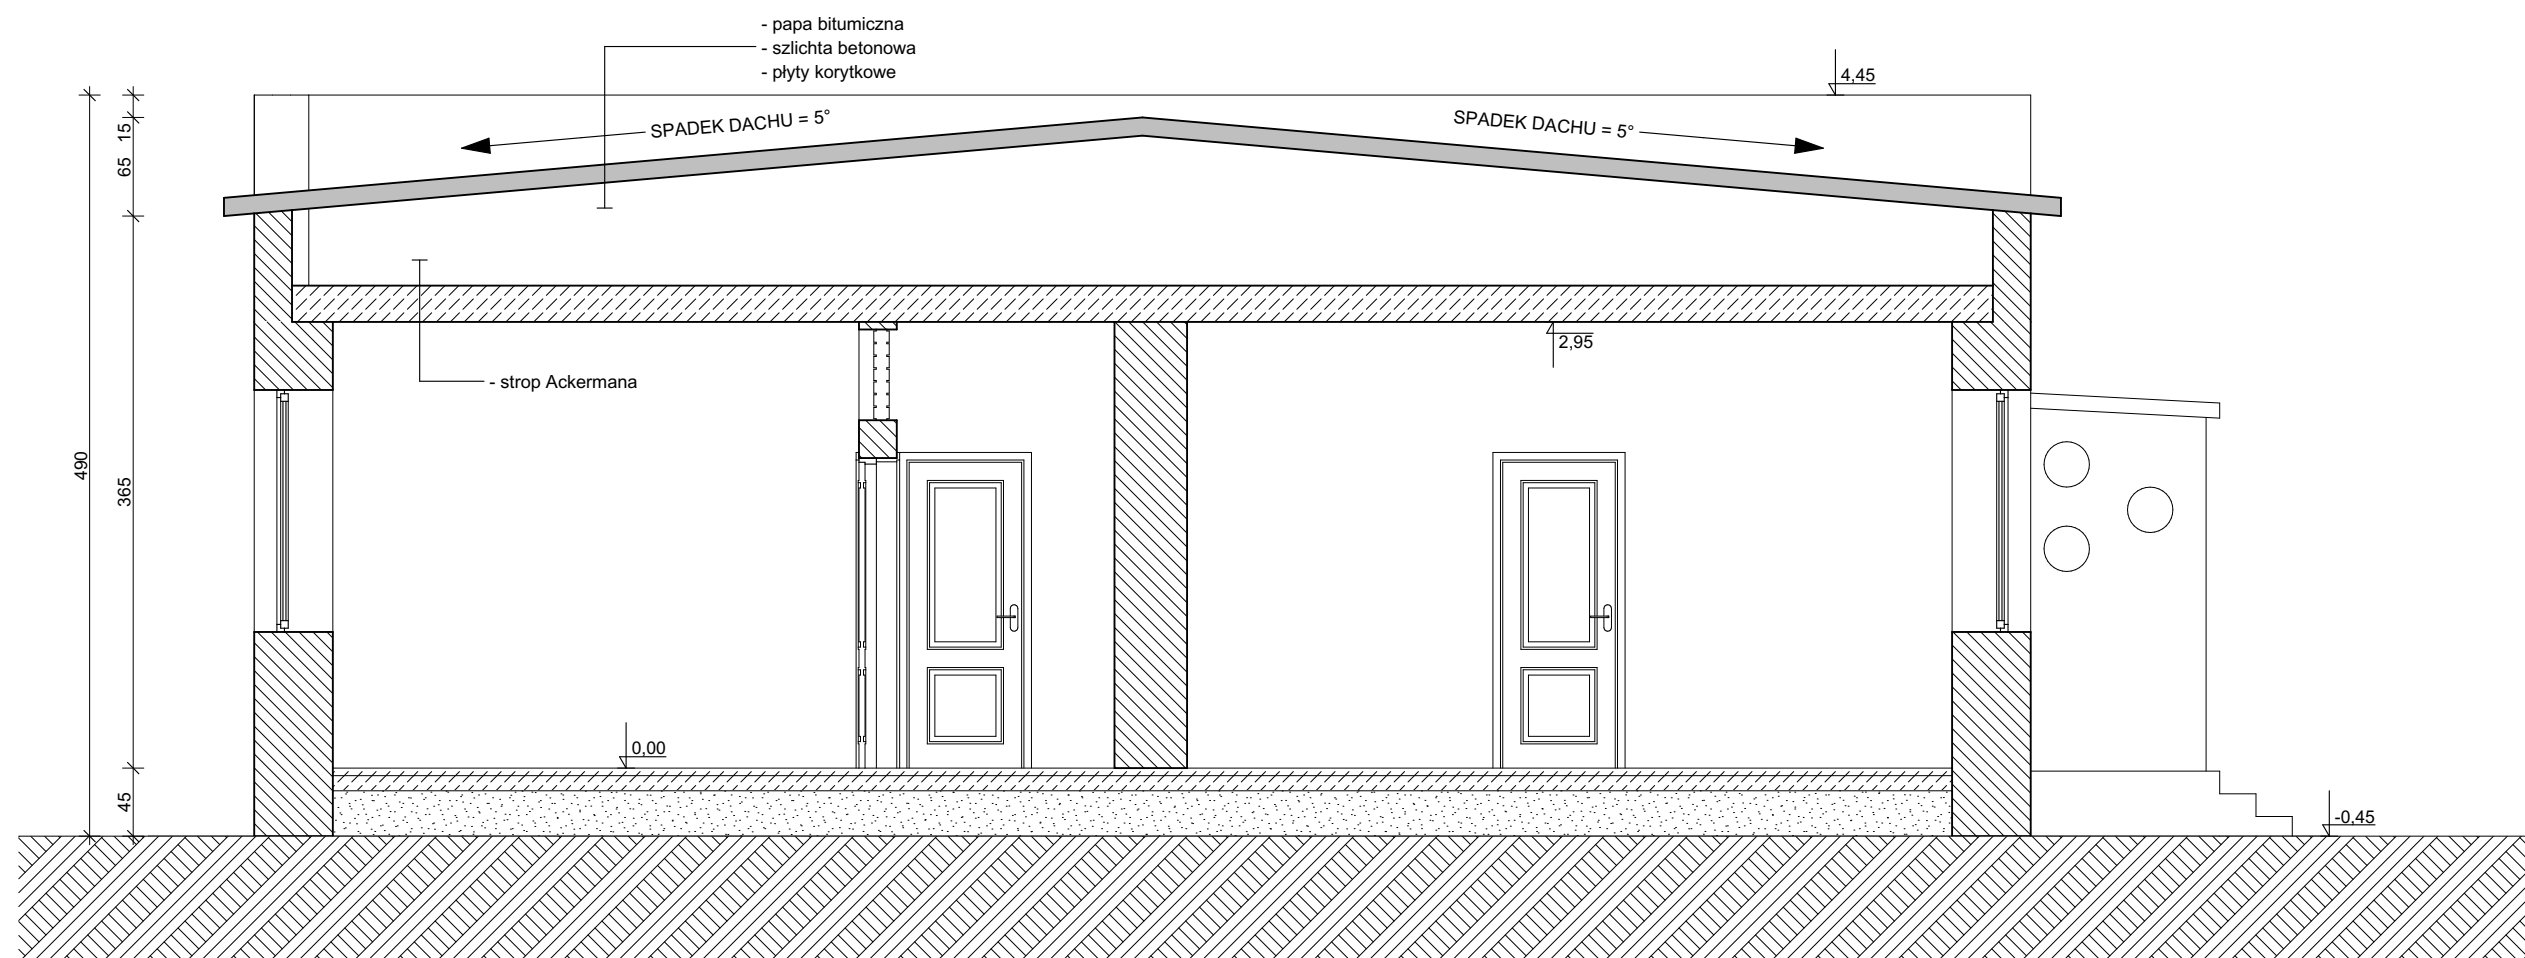 - papa bitumiczna
- szlichta betonowa
- płyty korytkowe
4,45
SPADEK DACHU = 5°
SPADEK DACHU = 5°
15
65
2,95
- strop Ackermana
490
365
0,00
45
-0,45